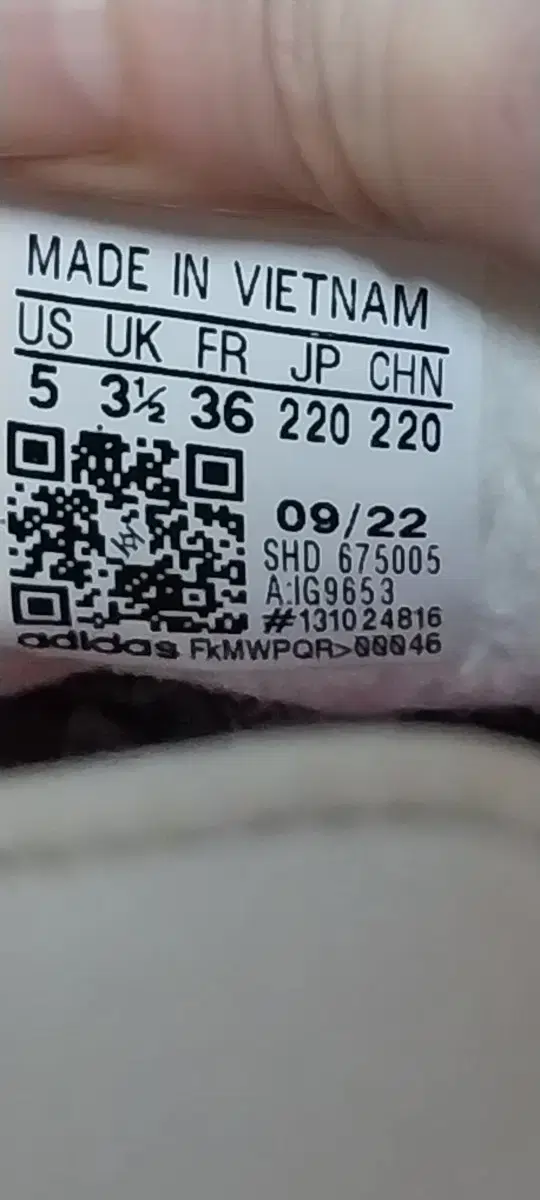 MADE IN VIETNAM
US UK FR JP CHN
5 3½ 36 220 220
09/22
SHD 675005
A:IG9653
#131024816
adidas FkMWPQR>00046